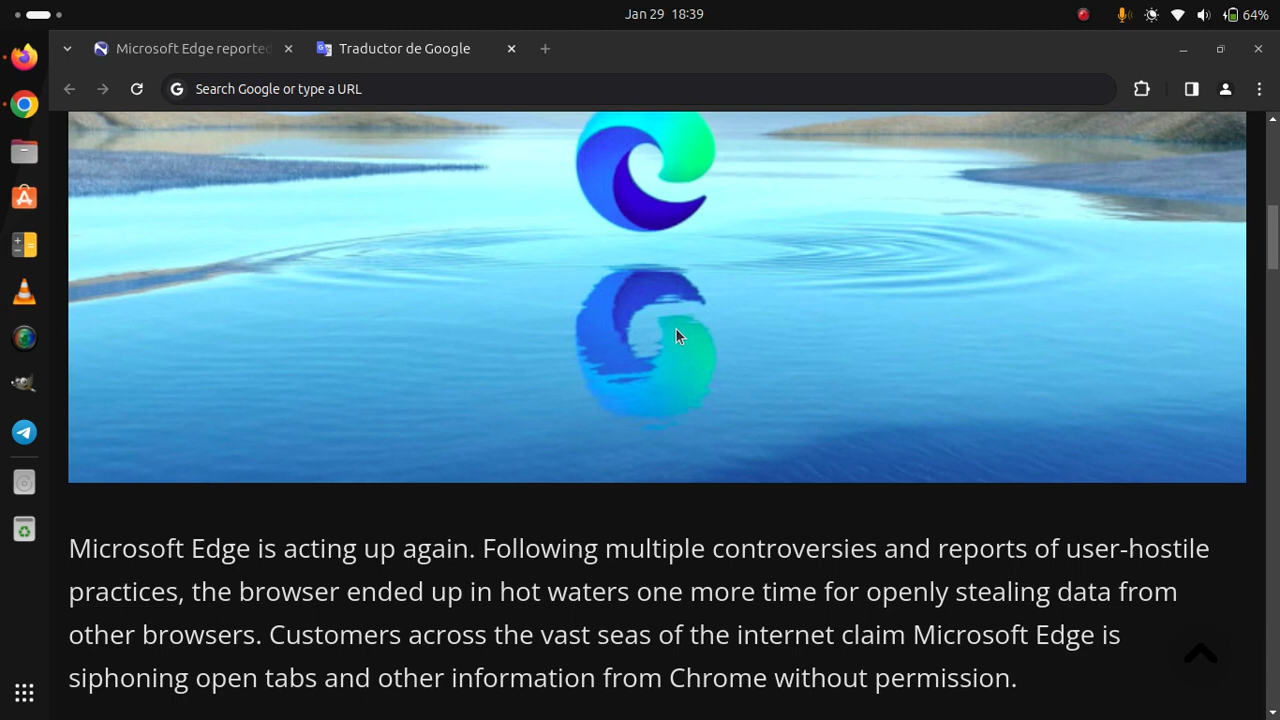 Jan 29 18:39
64%
Microsoft Edge reported
Traductor de Google
Search Google or type a URL
Microsoft Edge is acting up again. Following multiple controversies and reports of user-hostile
practices, the browser ended up in hot waters one more time for openly stealing data from
other browsers. Customers across the vast seas of the internet claim Microsoft Edge is
siphoning open tabs and other information from Chrome without permission.